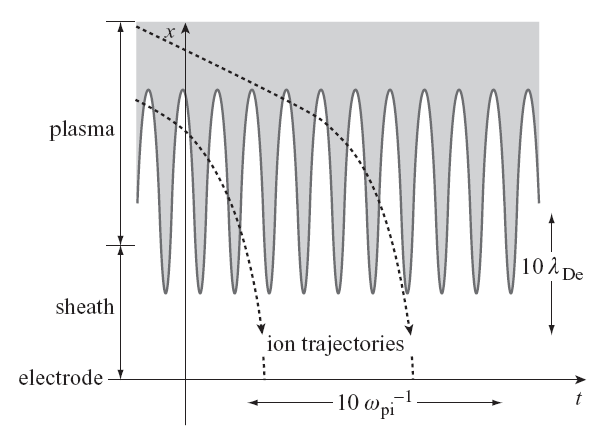 x
plasma
10 λDe
sheath
ion trajectories
electrode
10 ωpi⁻¹
t